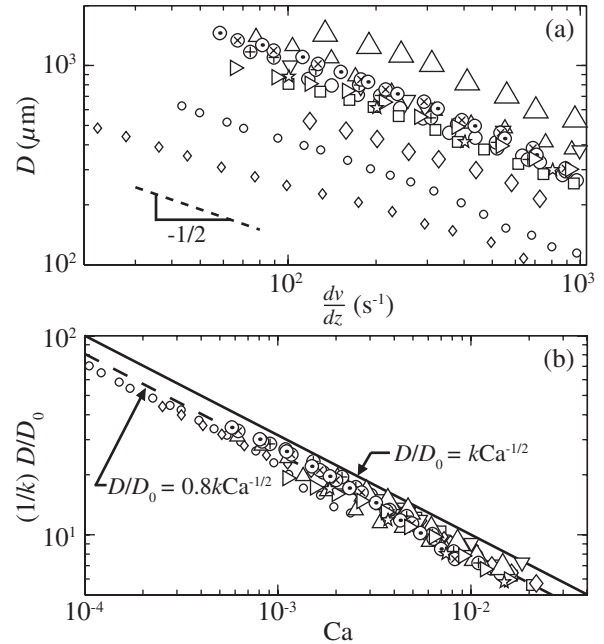 (a)
10³
D (μm)
10²
-1/2
10²
10³
dv/dz (s⁻¹)
(b)
10²
(1/k) D/D₀
10¹
D/D₀ = kCa⁻¹/²
D/D₀ = 0.8kCa⁻¹/²
10⁻⁴
10⁻³
10⁻²
Ca